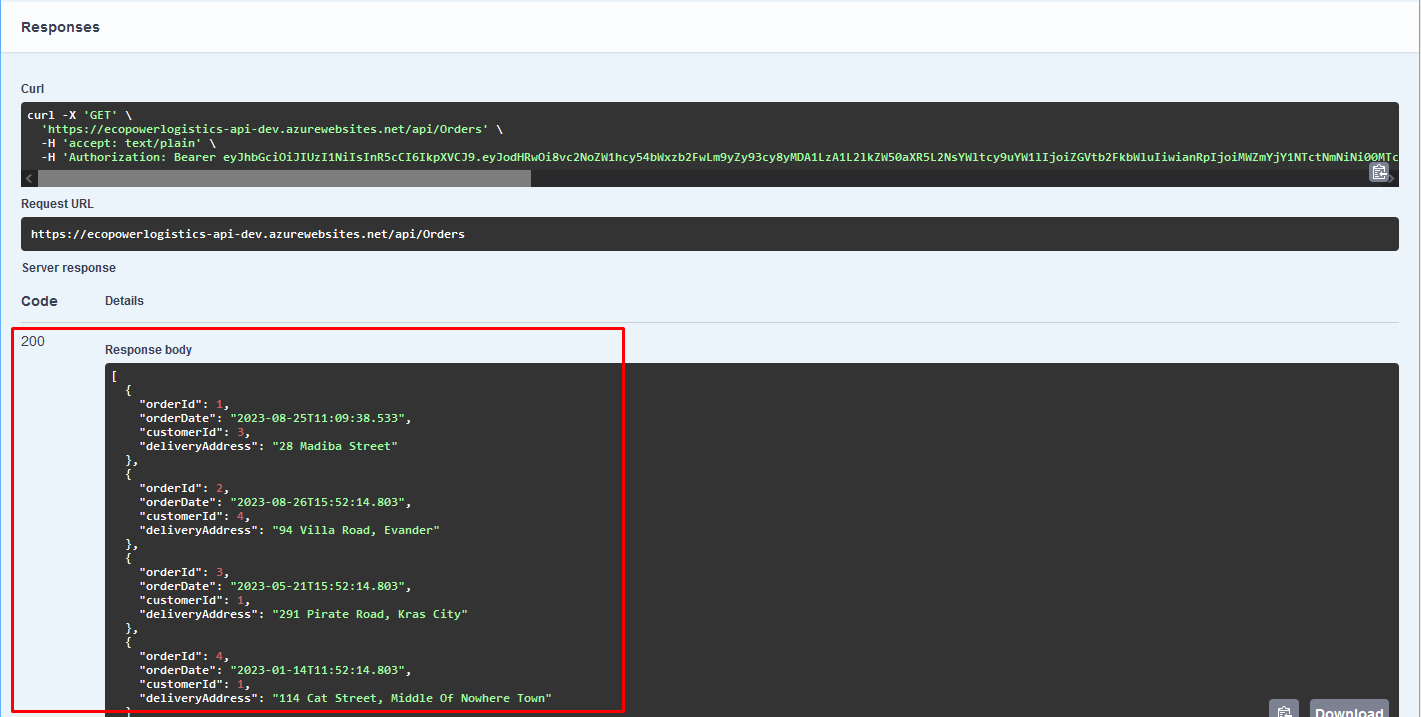 Responses
Curl
curl -X 'GET' \
  'https://ecopowerlogistics-api-dev.azurewebsites.net/api/Orders' \
  -H 'accept: text/plain' \
  -H 'Authorization: Bearer eyJhbGciOiJIUzI1NiIsInR5cCI6IkpXVCJ9.eyJodHRwOi8vc2NoZW1hcy54bWxzb2FwLm9yZy93cy8yMDA1LzA1L2lkZW50aXR5L2NsYWltcy9uYW1lIjoiZGVtb2FkbWluIiwianRpIjoiMWZmYjY1NTctNmNiNi00MTc
Request URL
https://ecopowerlogistics-api-dev.azurewebsites.net/api/Orders
Server response
Code Details
200
Response body
[
  {
    "orderId": 1,
    "orderDate": "2023-08-25T11:09:38.533",
    "customerId": 3,
    "deliveryAddress": "28 Madiba Street"
  },
  {
    "orderId": 2,
    "orderDate": "2023-08-26T15:52:14.803",
    "customerId": 4,
    "deliveryAddress": "94 Villa Road, Evander"
  },
  {
    "orderId": 3,
    "orderDate": "2023-05-21T15:52:14.803",
    "customerId": 1,
    "deliveryAddress": "291 Pirate Road, Kras City"
  },
  {
    "orderId": 4,
    "orderDate": "2023-01-14T11:52:14.803",
    "customerId": 1,
    "deliveryAddress": "114 Cat Street, Middle Of Nowhere Town"
  }
Download